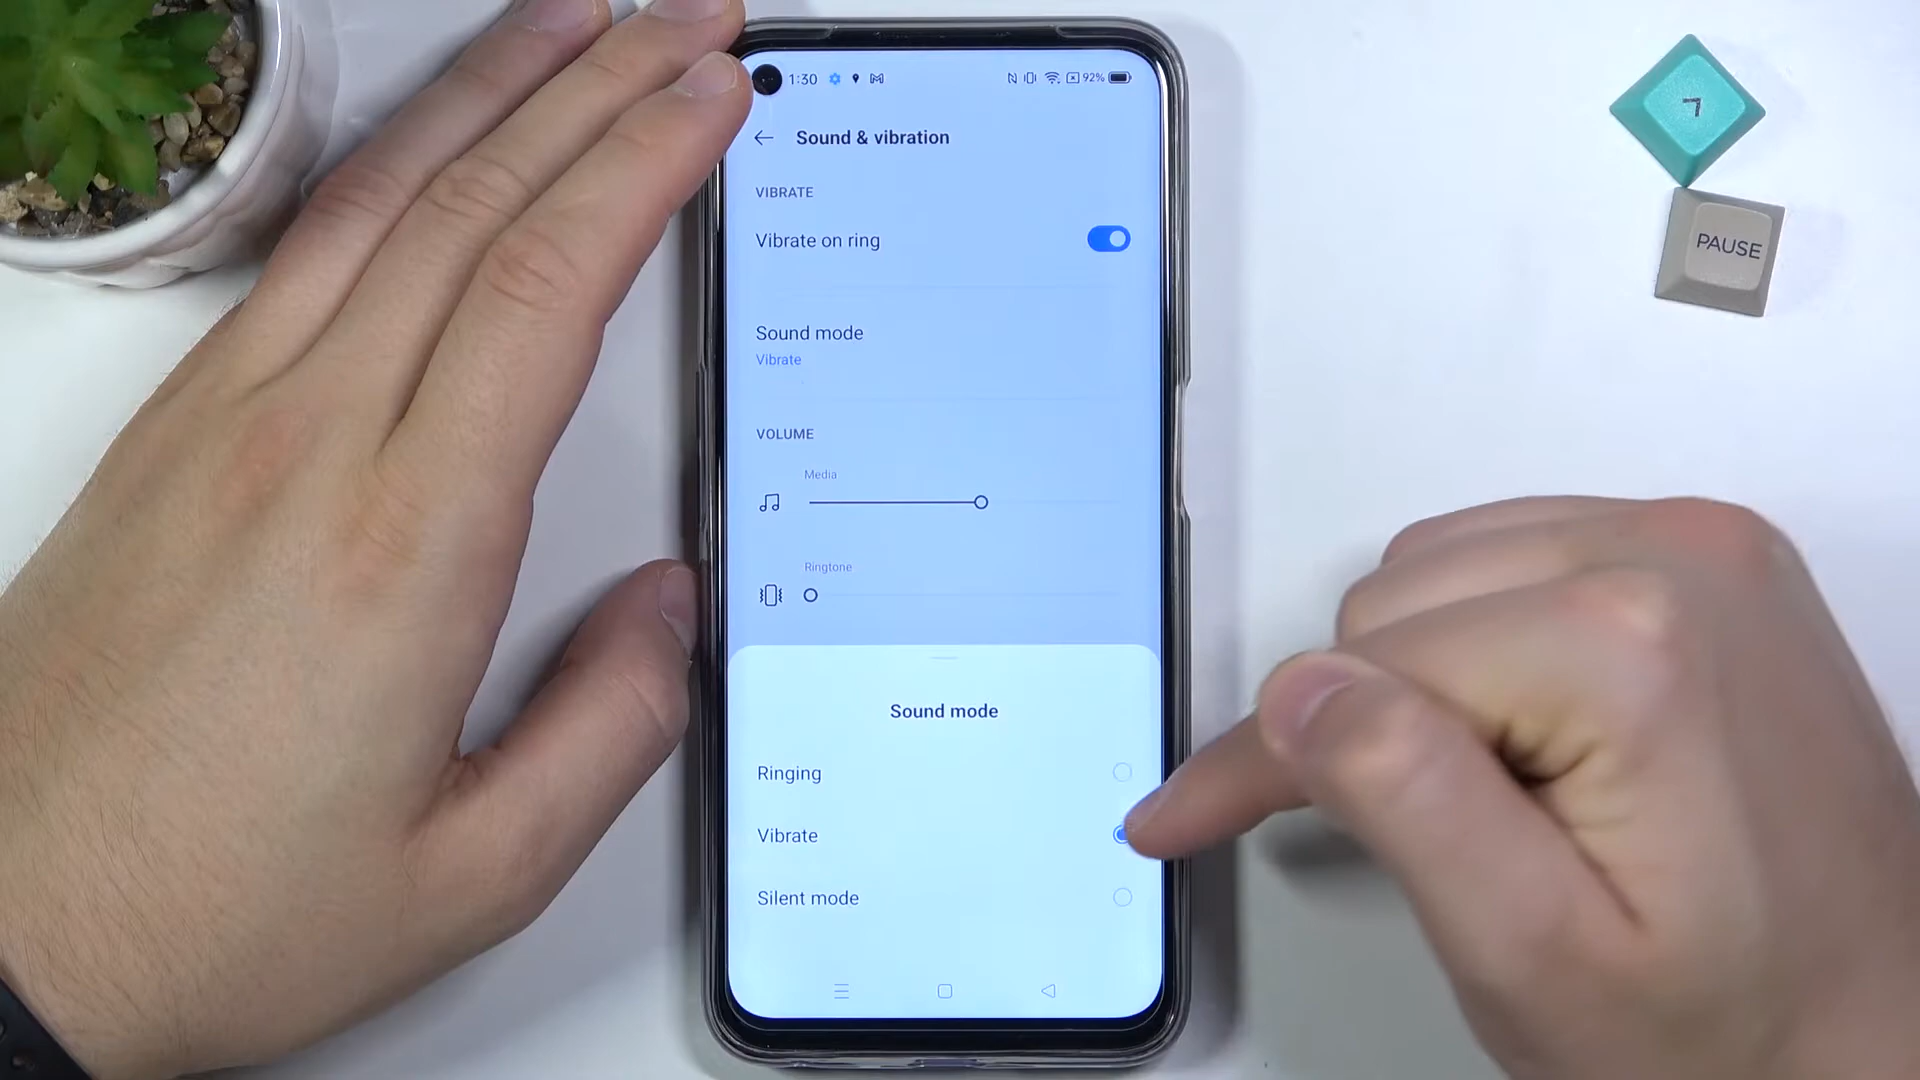 1:30 92%
Sound & vibration
VIBRATE
Vibrate on ring
Sound mode
Vibrate
VOLUME
Media
Ringtone
Sound mode
Ringing
Vibrate
Silent mode
PAUSE